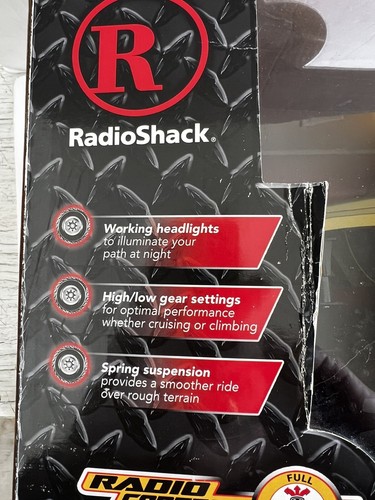 R
RadioShack®
Working headlights
to illuminate your
path at night
High/low gear settings
for optimal performance
whether cruising or climbing
Spring suspension
provides a smoother ride
over rough terrain
RADIO
FULL